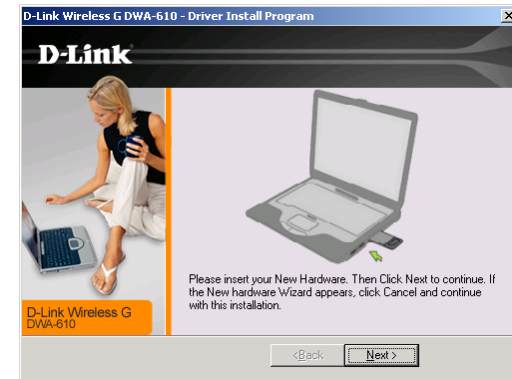 D-Link Wireless G DWA-610 - Driver Install Program
D-Link
Please insert your New Hardware. Then Click Next to continue. If
the New hardware Wizard appears, click Cancel and continue
with this installation.
D-Link Wireless G
DWA-610
<Back
Next >